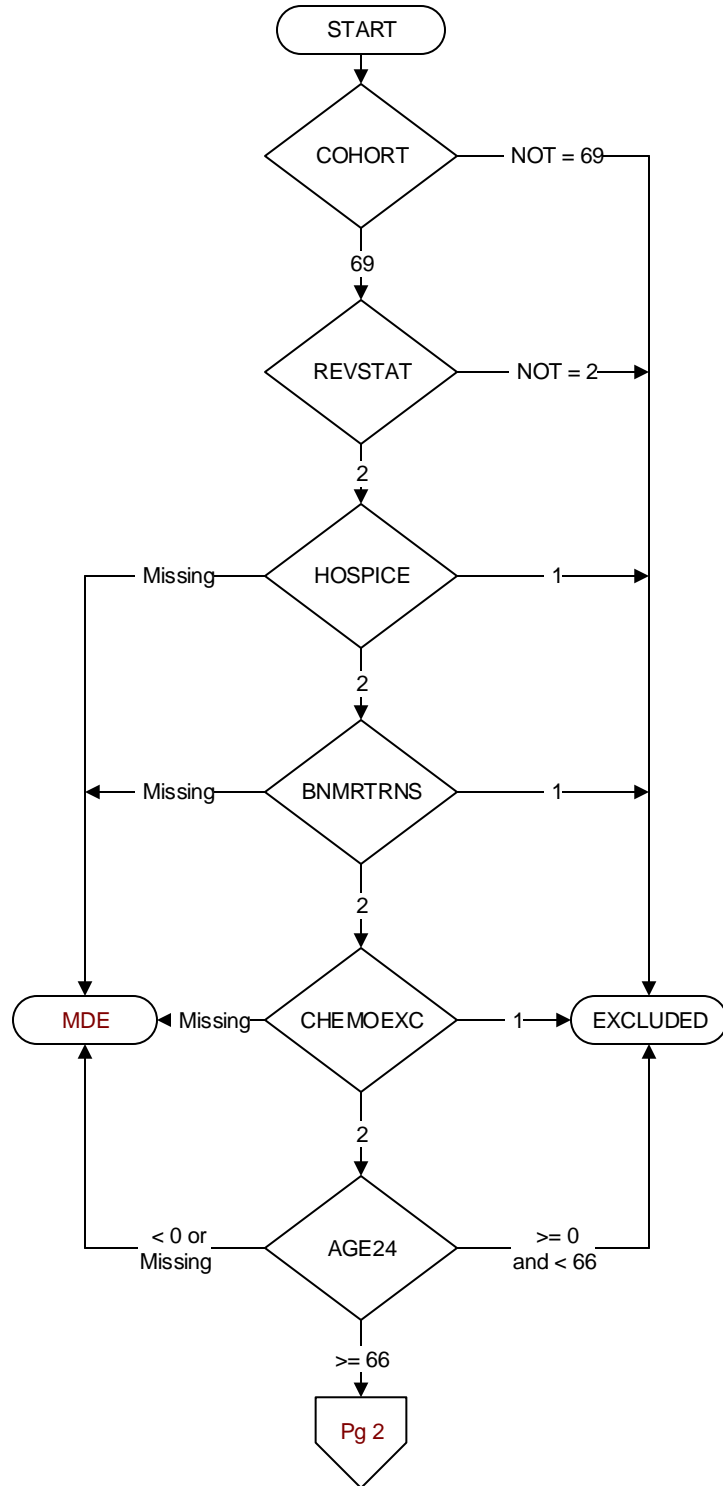 START
COHORT
NOT = 69
69
REVSTAT
NOT = 2
2
Missing
HOSPICE
1
2
Missing
BNMRTRNS
1
2
MDE
Missing
CHEMOEXC
1
EXCLUDED
2
< 0 or
Missing
AGE24
>= 0
and < 66
>= 66
Pg 2